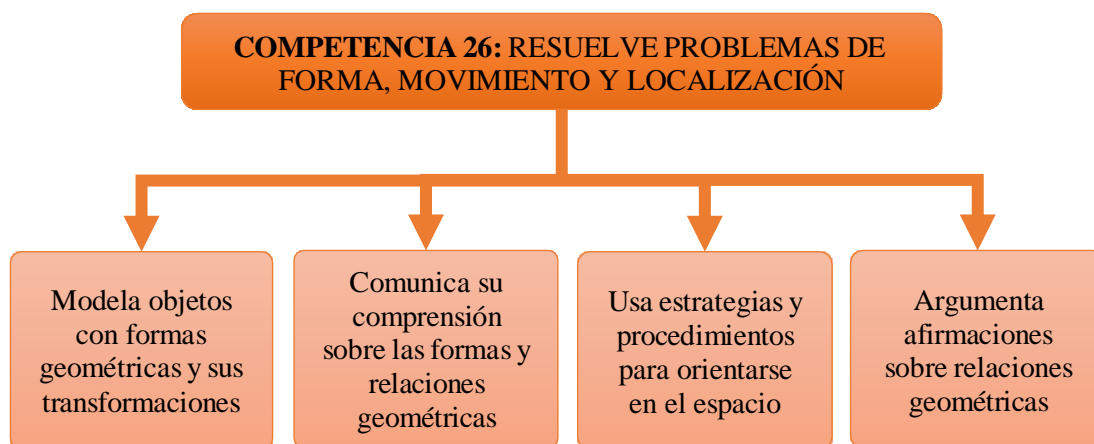 COMPETENCIA 26: RESUELVE PROBLEMAS DE
FORMA, MOVIMIENTO Y LOCALIZACIÓN
Modela objetos
con formas
geométricas y sus
transformaciones
Comunica su
comprensión
sobre las formas y
relaciones
geométricas
Usa estrategias y
procedimientos
para orientarse
en el espacio
Argumenta
afirmaciones
sobre relaciones
geométricas